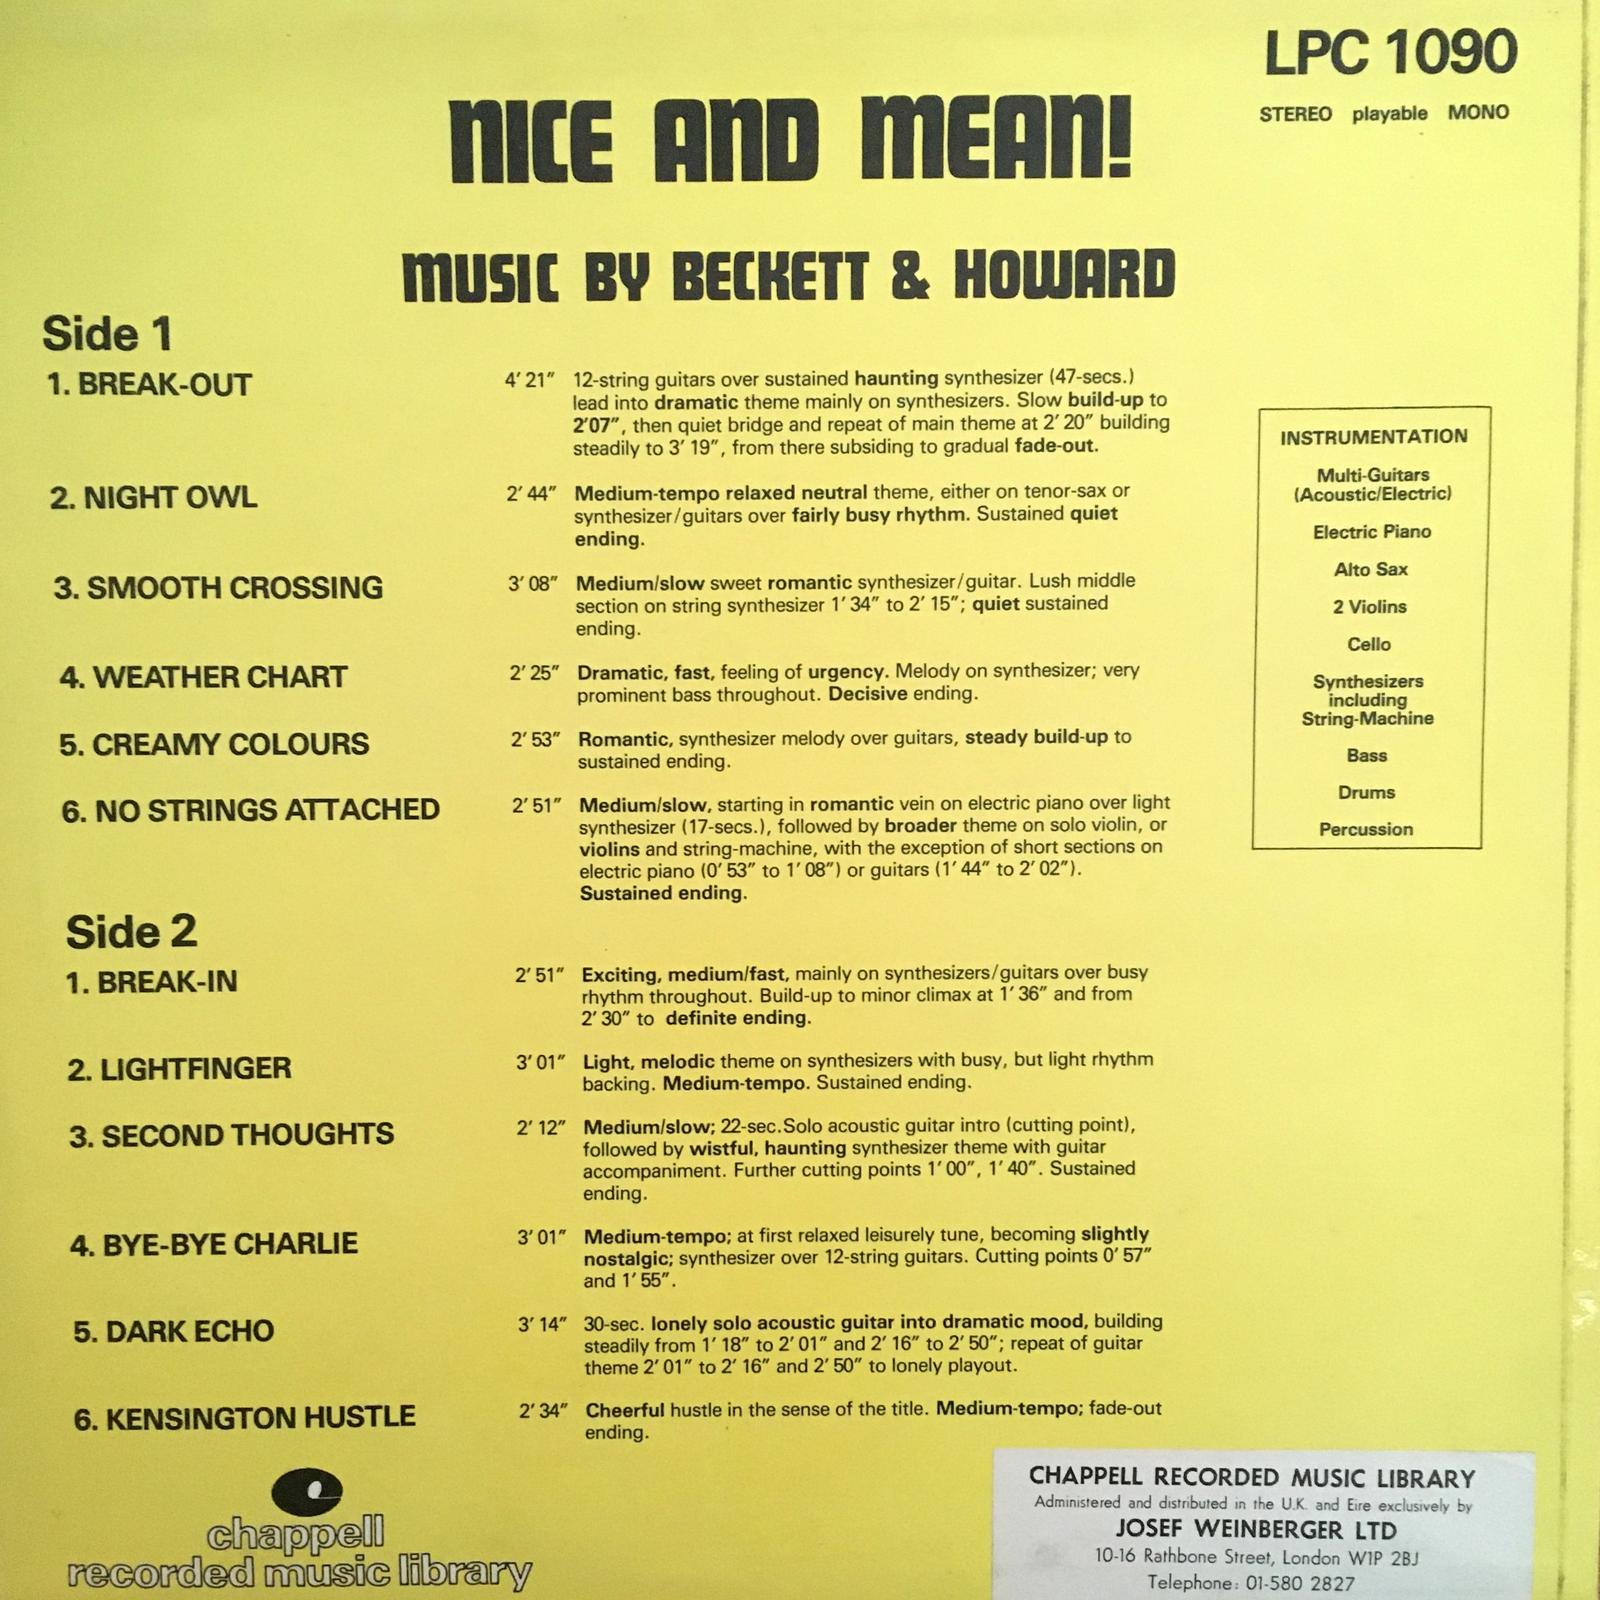 LPC 1090
STEREO playable MONO
NICE AND MEAN!
MUSIC BY BECKETT & HOWARD
Side 1
1. BREAK-OUT 4′ 21″ 12-string guitars over sustained haunting synthesizer (47-secs.)
lead into dramatic theme mainly on synthesizers. Slow build-up to
2′07″, then quiet bridge and repeat of main theme at 2′ 20″ building
steadily to 3′ 19″, from there subsiding to gradual fade-out.
2. NIGHT OWL 2′ 44″ Medium-tempo relaxed neutral theme, either on tenor-sax or
synthesizer/guitars over fairly busy rhythm. Sustained quiet
ending.
3. SMOOTH CROSSING 3′ 08″ Medium/slow sweet romantic synthesizer/guitar. Lush middle
section on string synthesizer 1′ 34″ to 2′ 15″; quiet sustained
ending.
4. WEATHER CHART 2′ 25″ Dramatic, fast, feeling of urgency. Melody on synthesizer; very
prominent bass throughout. Decisive ending.
5. CREAMY COLOURS 2′ 53″ Romantic, synthesizer melody over guitars, steady build-up to
sustained ending.
6. NO STRINGS ATTACHED 2′ 51″ Medium/slow, starting in romantic vein on electric piano over light
synthesizer (17-secs.), followed by broader theme on solo violin, or
violins and string-machine, with the exception of short sections on
electric piano (0′ 53″ to 1′ 08″) or guitars (1′ 44″ to 2′ 02″).
Sustained ending.
INSTRUMENTATION
Multi-Guitars
(Acoustic/Electric)
Electric Piano
Alto Sax
2 Violins
Cello
Synthesizers
including
String-Machine
Bass
Drums
Percussion
Side 2
1. BREAK-IN 2′ 51″ Exciting, medium/fast, mainly on synthesizers/guitars over busy
rhythm throughout. Build-up to minor climax at 1′ 36″ and from
2′ 30″ to definite ending.
2. LIGHTFINGER 3′ 01″ Light, melodic theme on synthesizers with busy, but light rhythm
backing. Medium-tempo. Sustained ending.
3. SECOND THOUGHTS 2′ 12″ Medium/slow; 22-sec.Solo acoustic guitar intro (cutting point),
followed by wistful, haunting synthesizer theme with guitar
accompaniment. Further cutting points 1′ 00″, 1′ 40″. Sustained
ending.
4. BYE-BYE CHARLIE 3′ 01″ Medium-tempo; at first relaxed leisurely tune, becoming slightly
nostalgic; synthesizer over 12-string guitars. Cutting points 0′ 57″
and 1′ 55″.
5. DARK ECHO 3′ 14″ 30-sec. lonely solo acoustic guitar into dramatic mood, building
steadily from 1′ 18″ to 2′ 01″ and 2′ 16″ to 2′ 50″; repeat of guitar
theme 2′ 01″ to 2′ 16″ and 2′ 50″ to lonely playout.
6. KENSINGTON HUSTLE 2′ 34″ Cheerful hustle in the sense of the title. Medium-tempo; fade-out
ending.
chappell
recorded music library
CHAPPELL RECORDED MUSIC LIBRARY
Administered and distributed in the U.K. and Eire exclusively by
JOSEF WEINBERGER LTD
10-16 Rathbone Street, London W1P 2BJ
Telephone: 01-580 2827